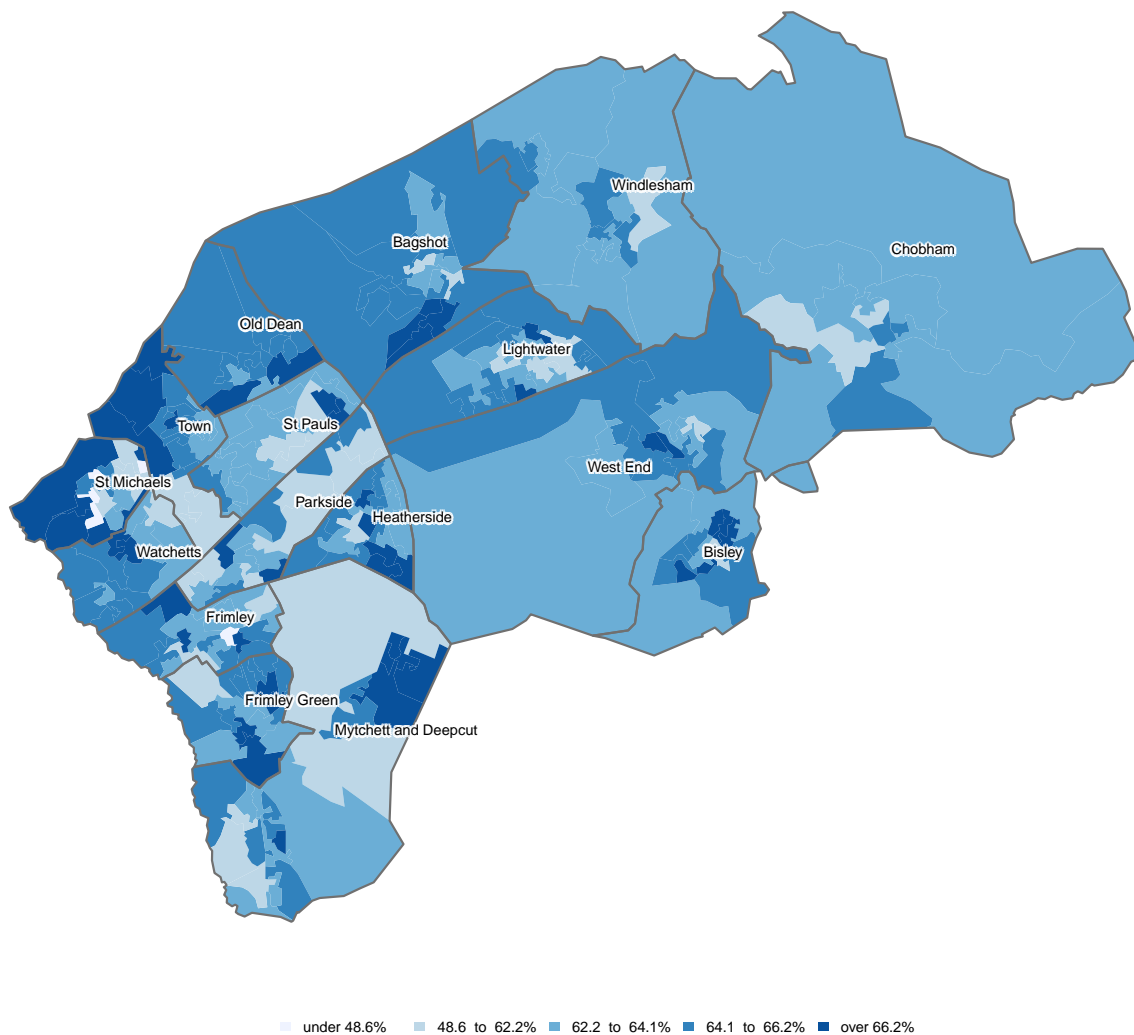 Windlesham
Bagshot
Chobham
Old Dean
Lightwater
Town
St Pauls
West End
St Michaels
Parkside
Heatherside
Watchetts
Bisley
Frimley
Frimley Green
Mytchett and Deepcut
under 48.6% 48.6 to 62.2% 62.2 to 64.1% 64.1 to 66.2% over 66.2%